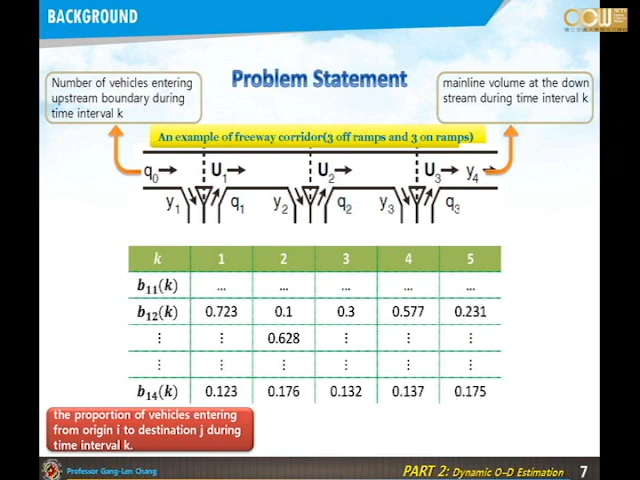 BACKGROUND
Problem Statement
Number of vehicles entering
upstream boundary during
time interval k
mainline volume at the down
stream during time interval k
An example of freeway corridor(3 off ramps and 3 on ramps)
q0 U1 U2 U3 y4
y1 q1 y2 q2 y3 q3
k 1 2 3 4 5
b11(k) ... ... ... ... ...
b12(k) 0.723 0.1 0.3 0.577 0.231
⋮ ⋮ 0.628 ⋮ ⋮ ⋮
⋮ ⋮ ⋮ ⋮ ⋮ ⋮
b14(k) 0.123 0.176 0.132 0.137 0.175
the proportion of vehicles entering
from origin i to destination j during
time interval k.
Professor Gang-Len Chang
PART 2: Dynamic O-D Estimation 7